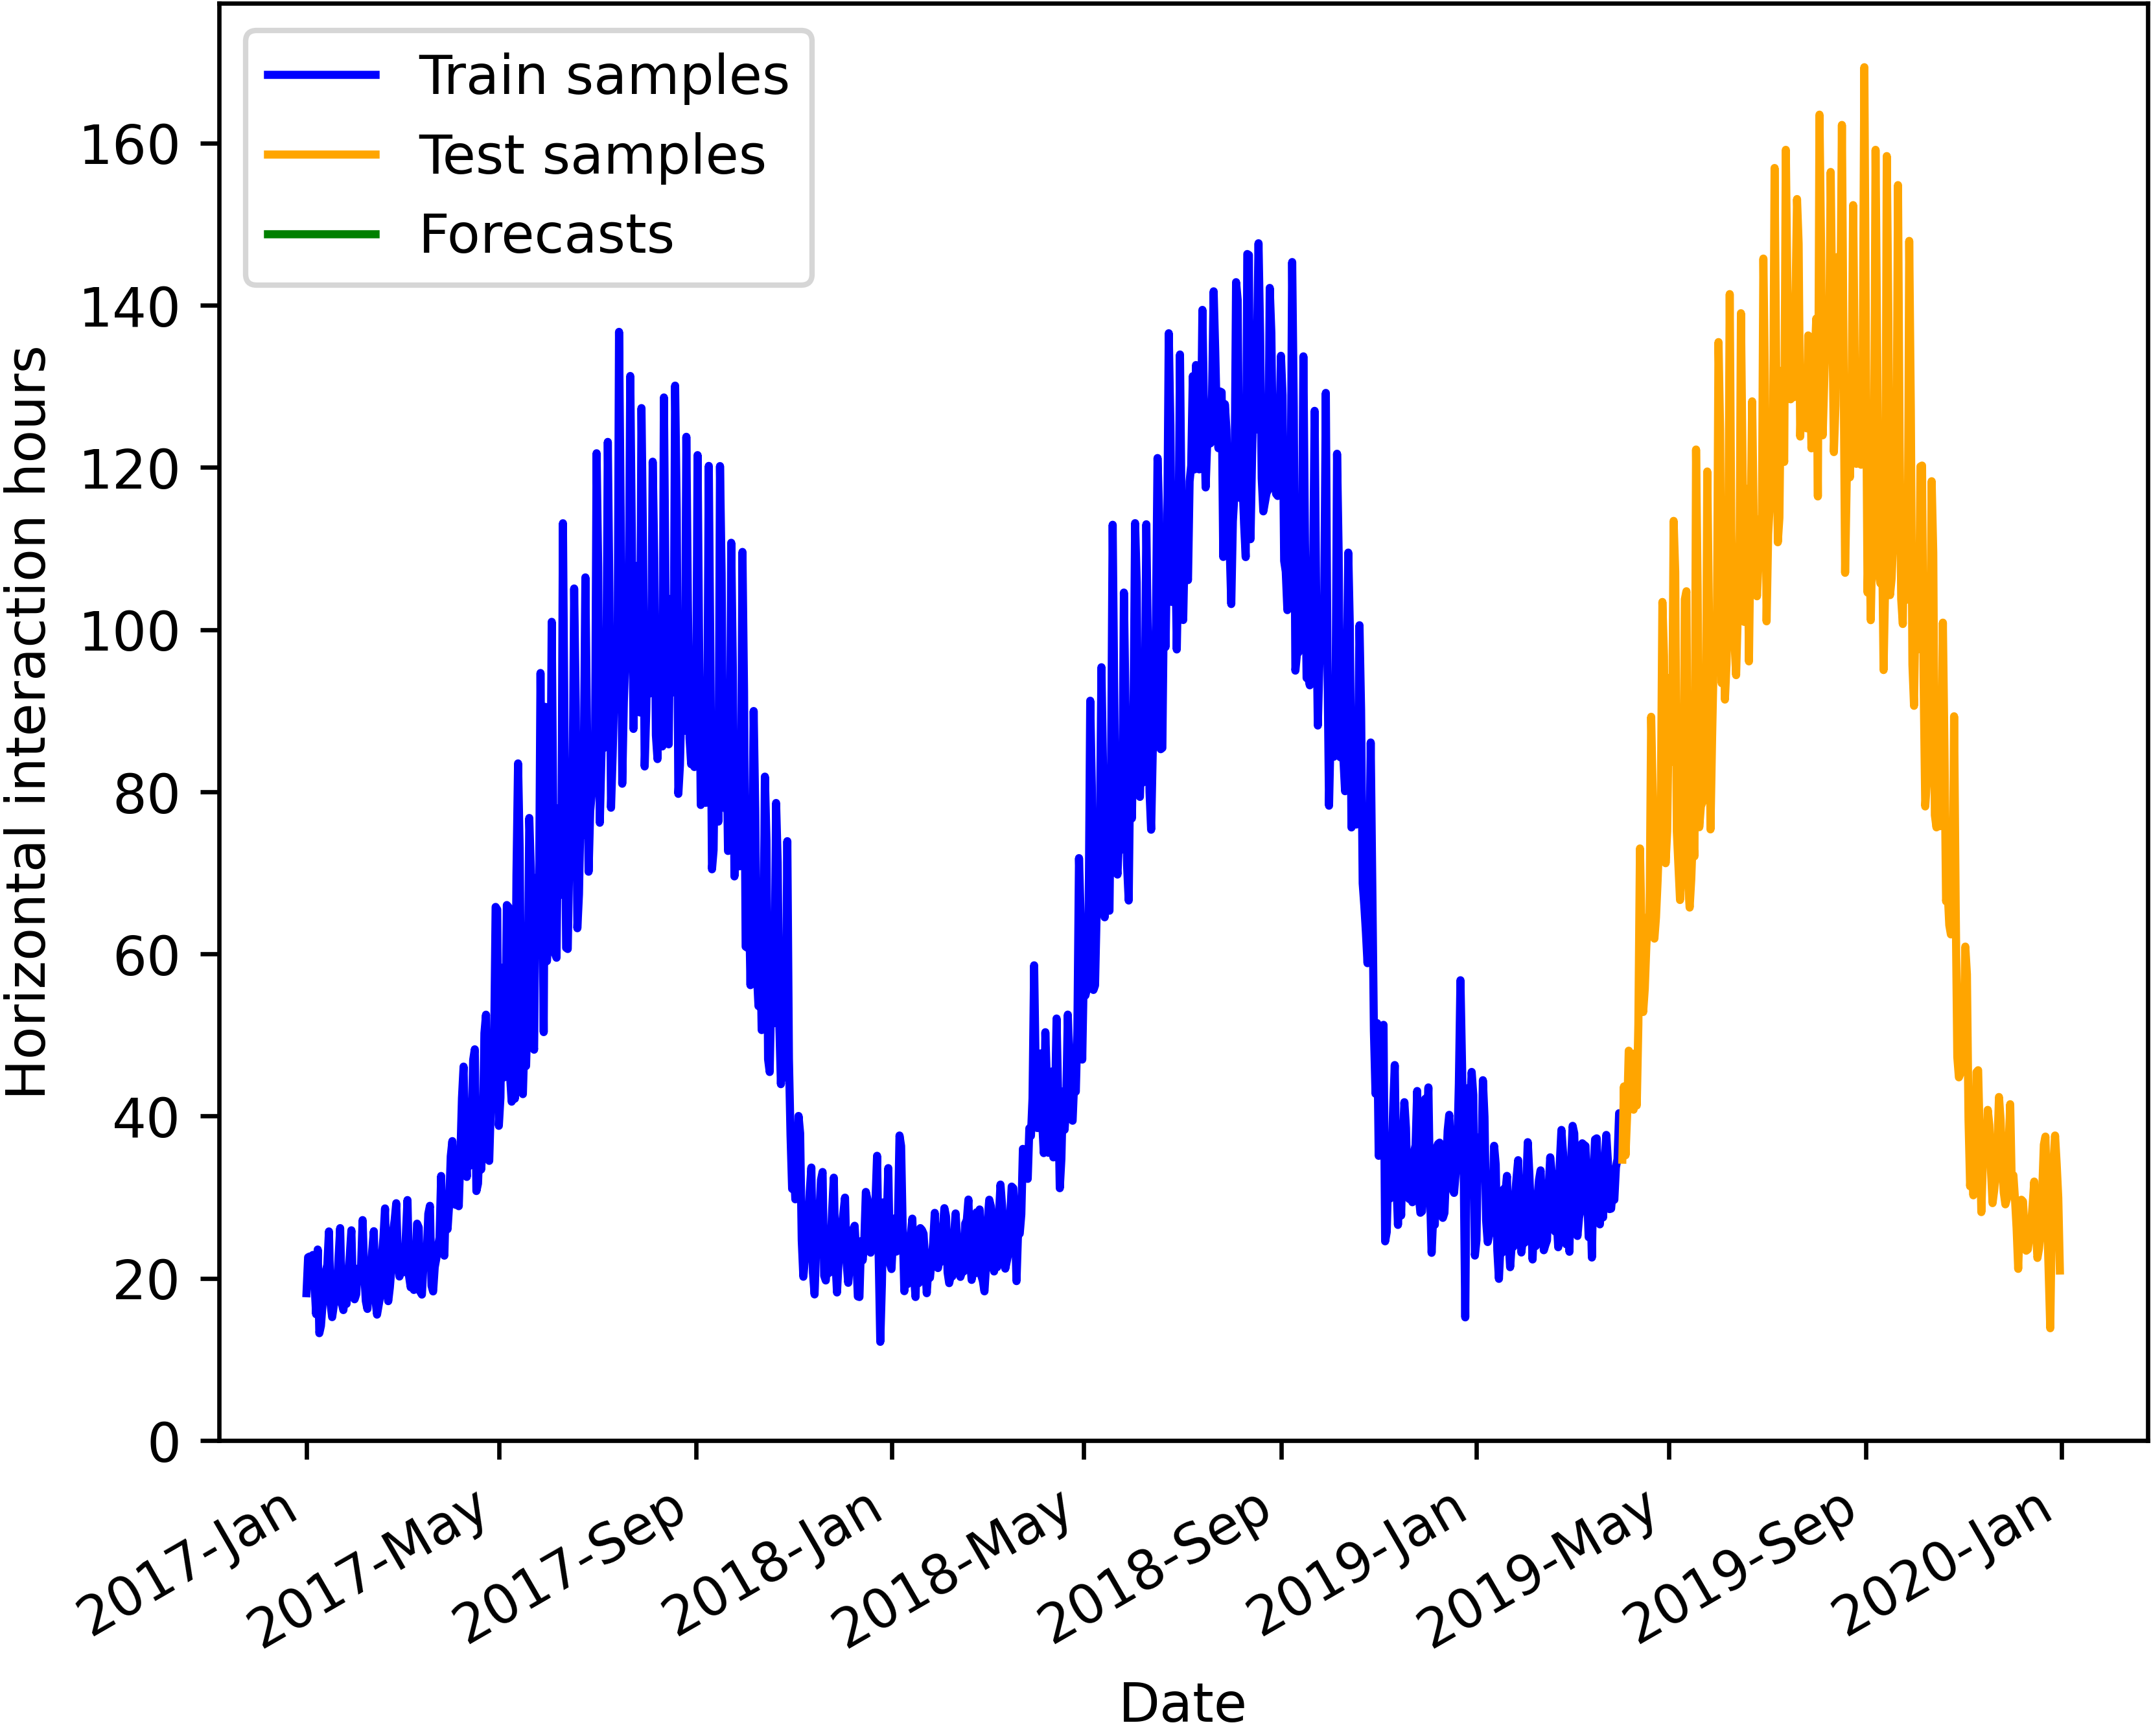 Train samples
Test samples
Forecasts
Horizontal interaction hours
160
140
120
100
80
60
40
20
0
2017-Jan
2017-May
2017-Sep
2018-Jan
2018-May
2018-Sep
2019-Jan
2019-May
2019-Sep
2020-Jan
Date